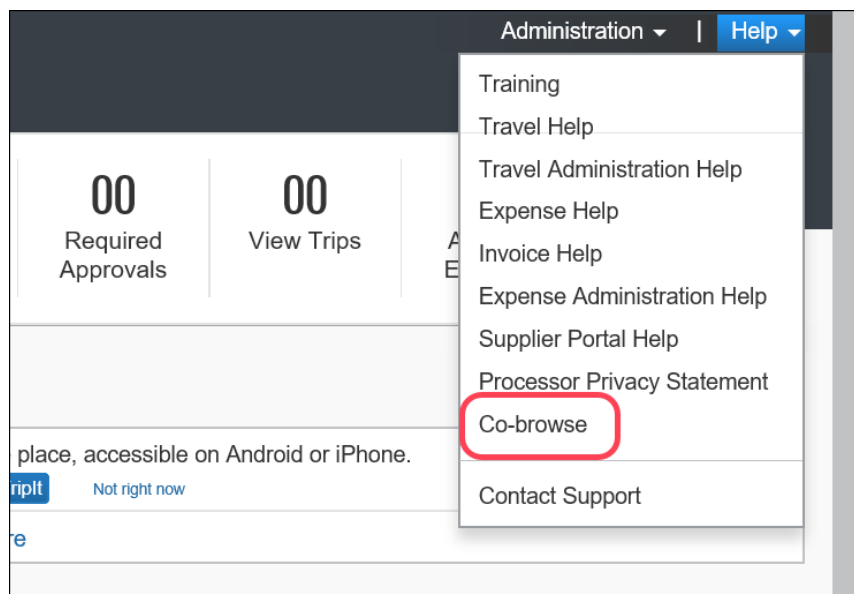 Administration | Help
Training
Travel Help
Travel Administration Help
Expense Help
Invoice Help
Expense Administration Help
Supplier Portal Help
Processor Privacy Statement
Co-browse
Contact Support
00
Required
Approvals
00
View Trips
A
E
place, accessible on Android or iPhone.
ripIt Not right now
re